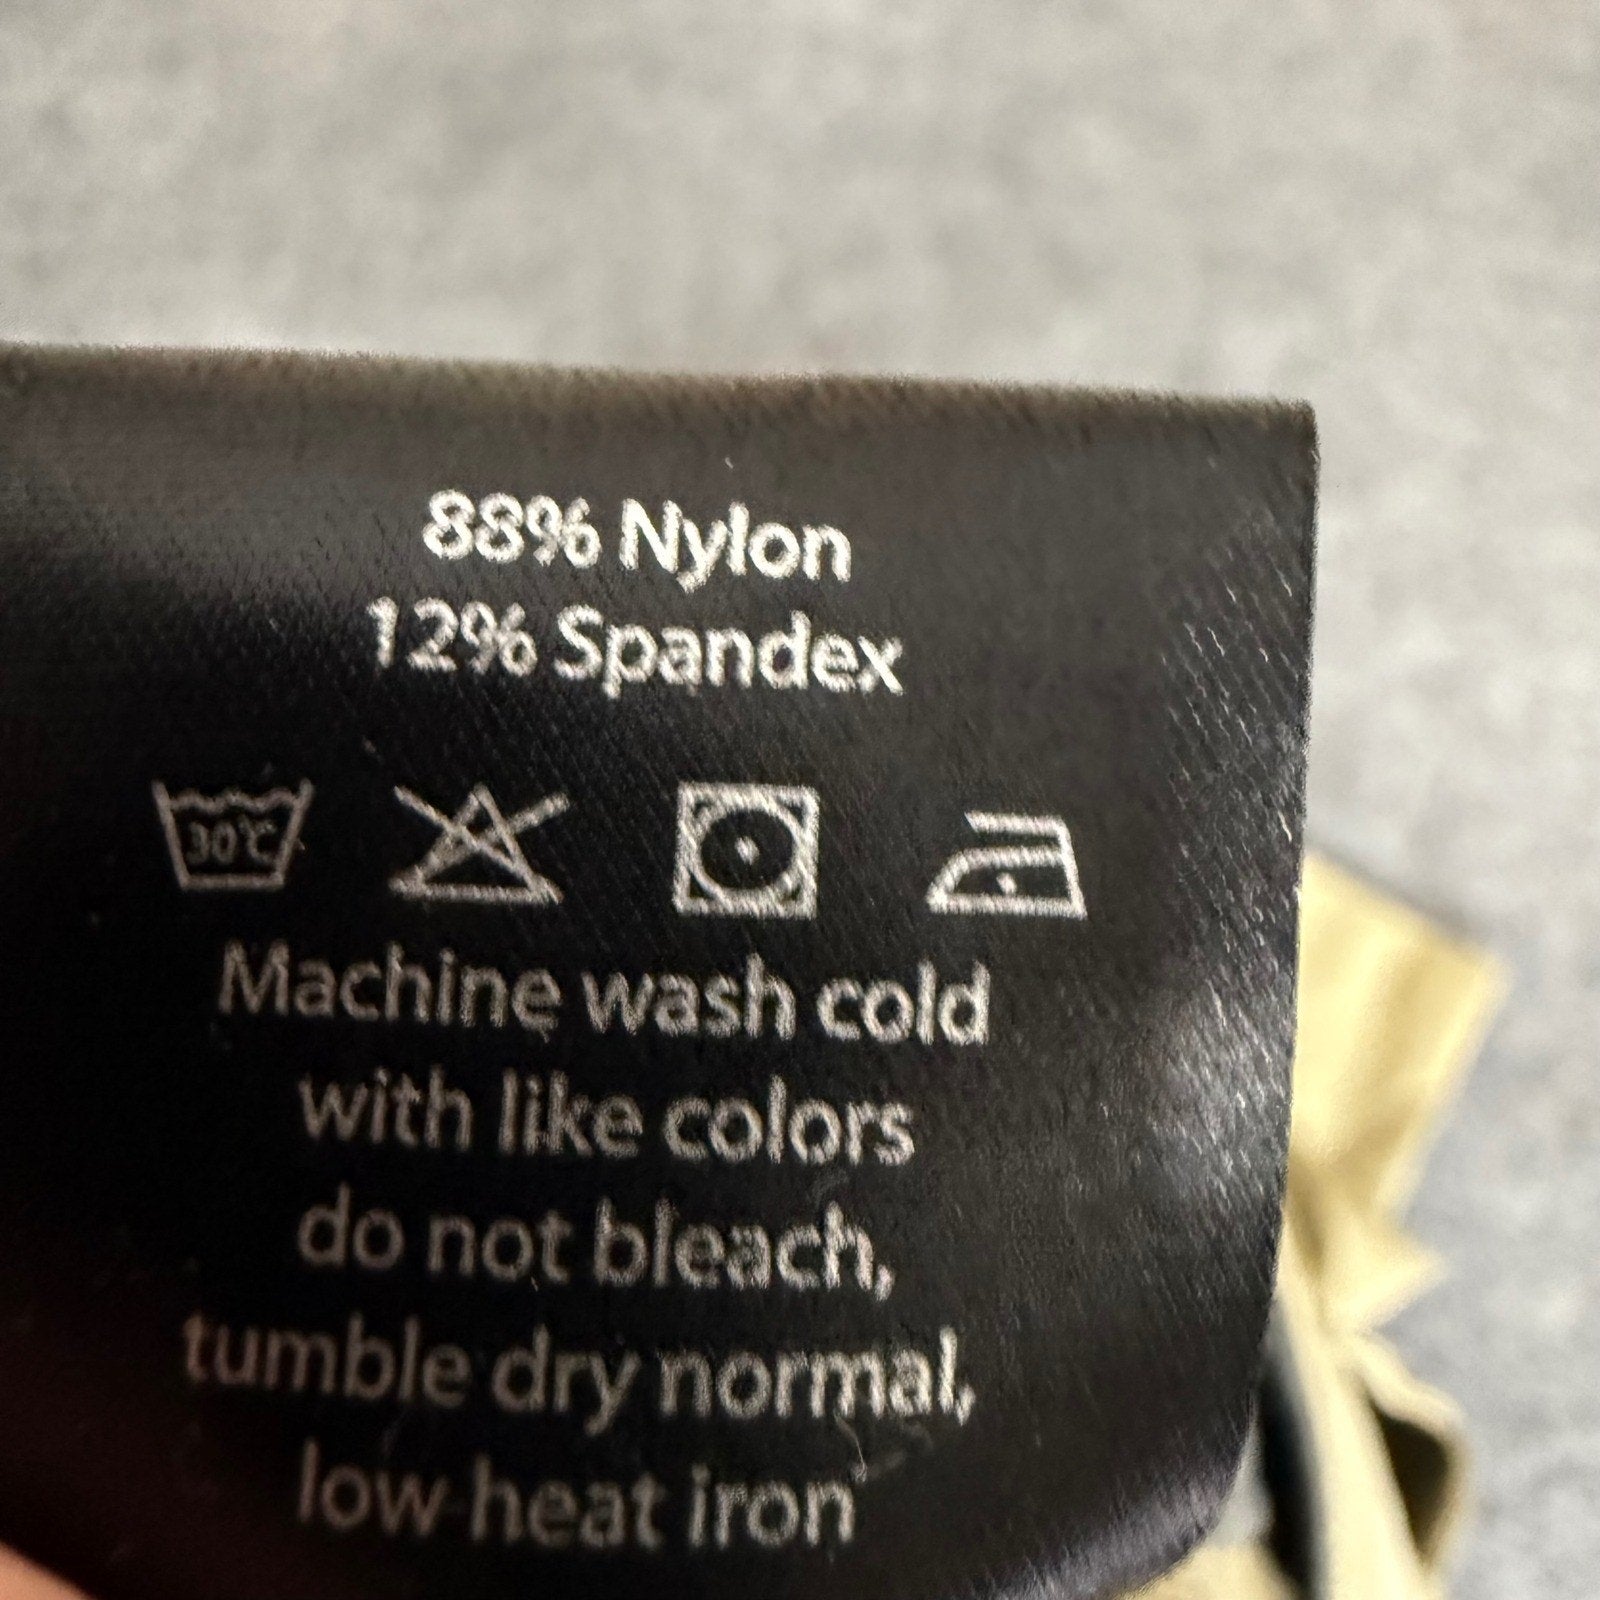 88% Nylon
12% Spandex
30°C
Machine wash cold
with like colors
do not bleach,
tumble dry normal,
low heat iron